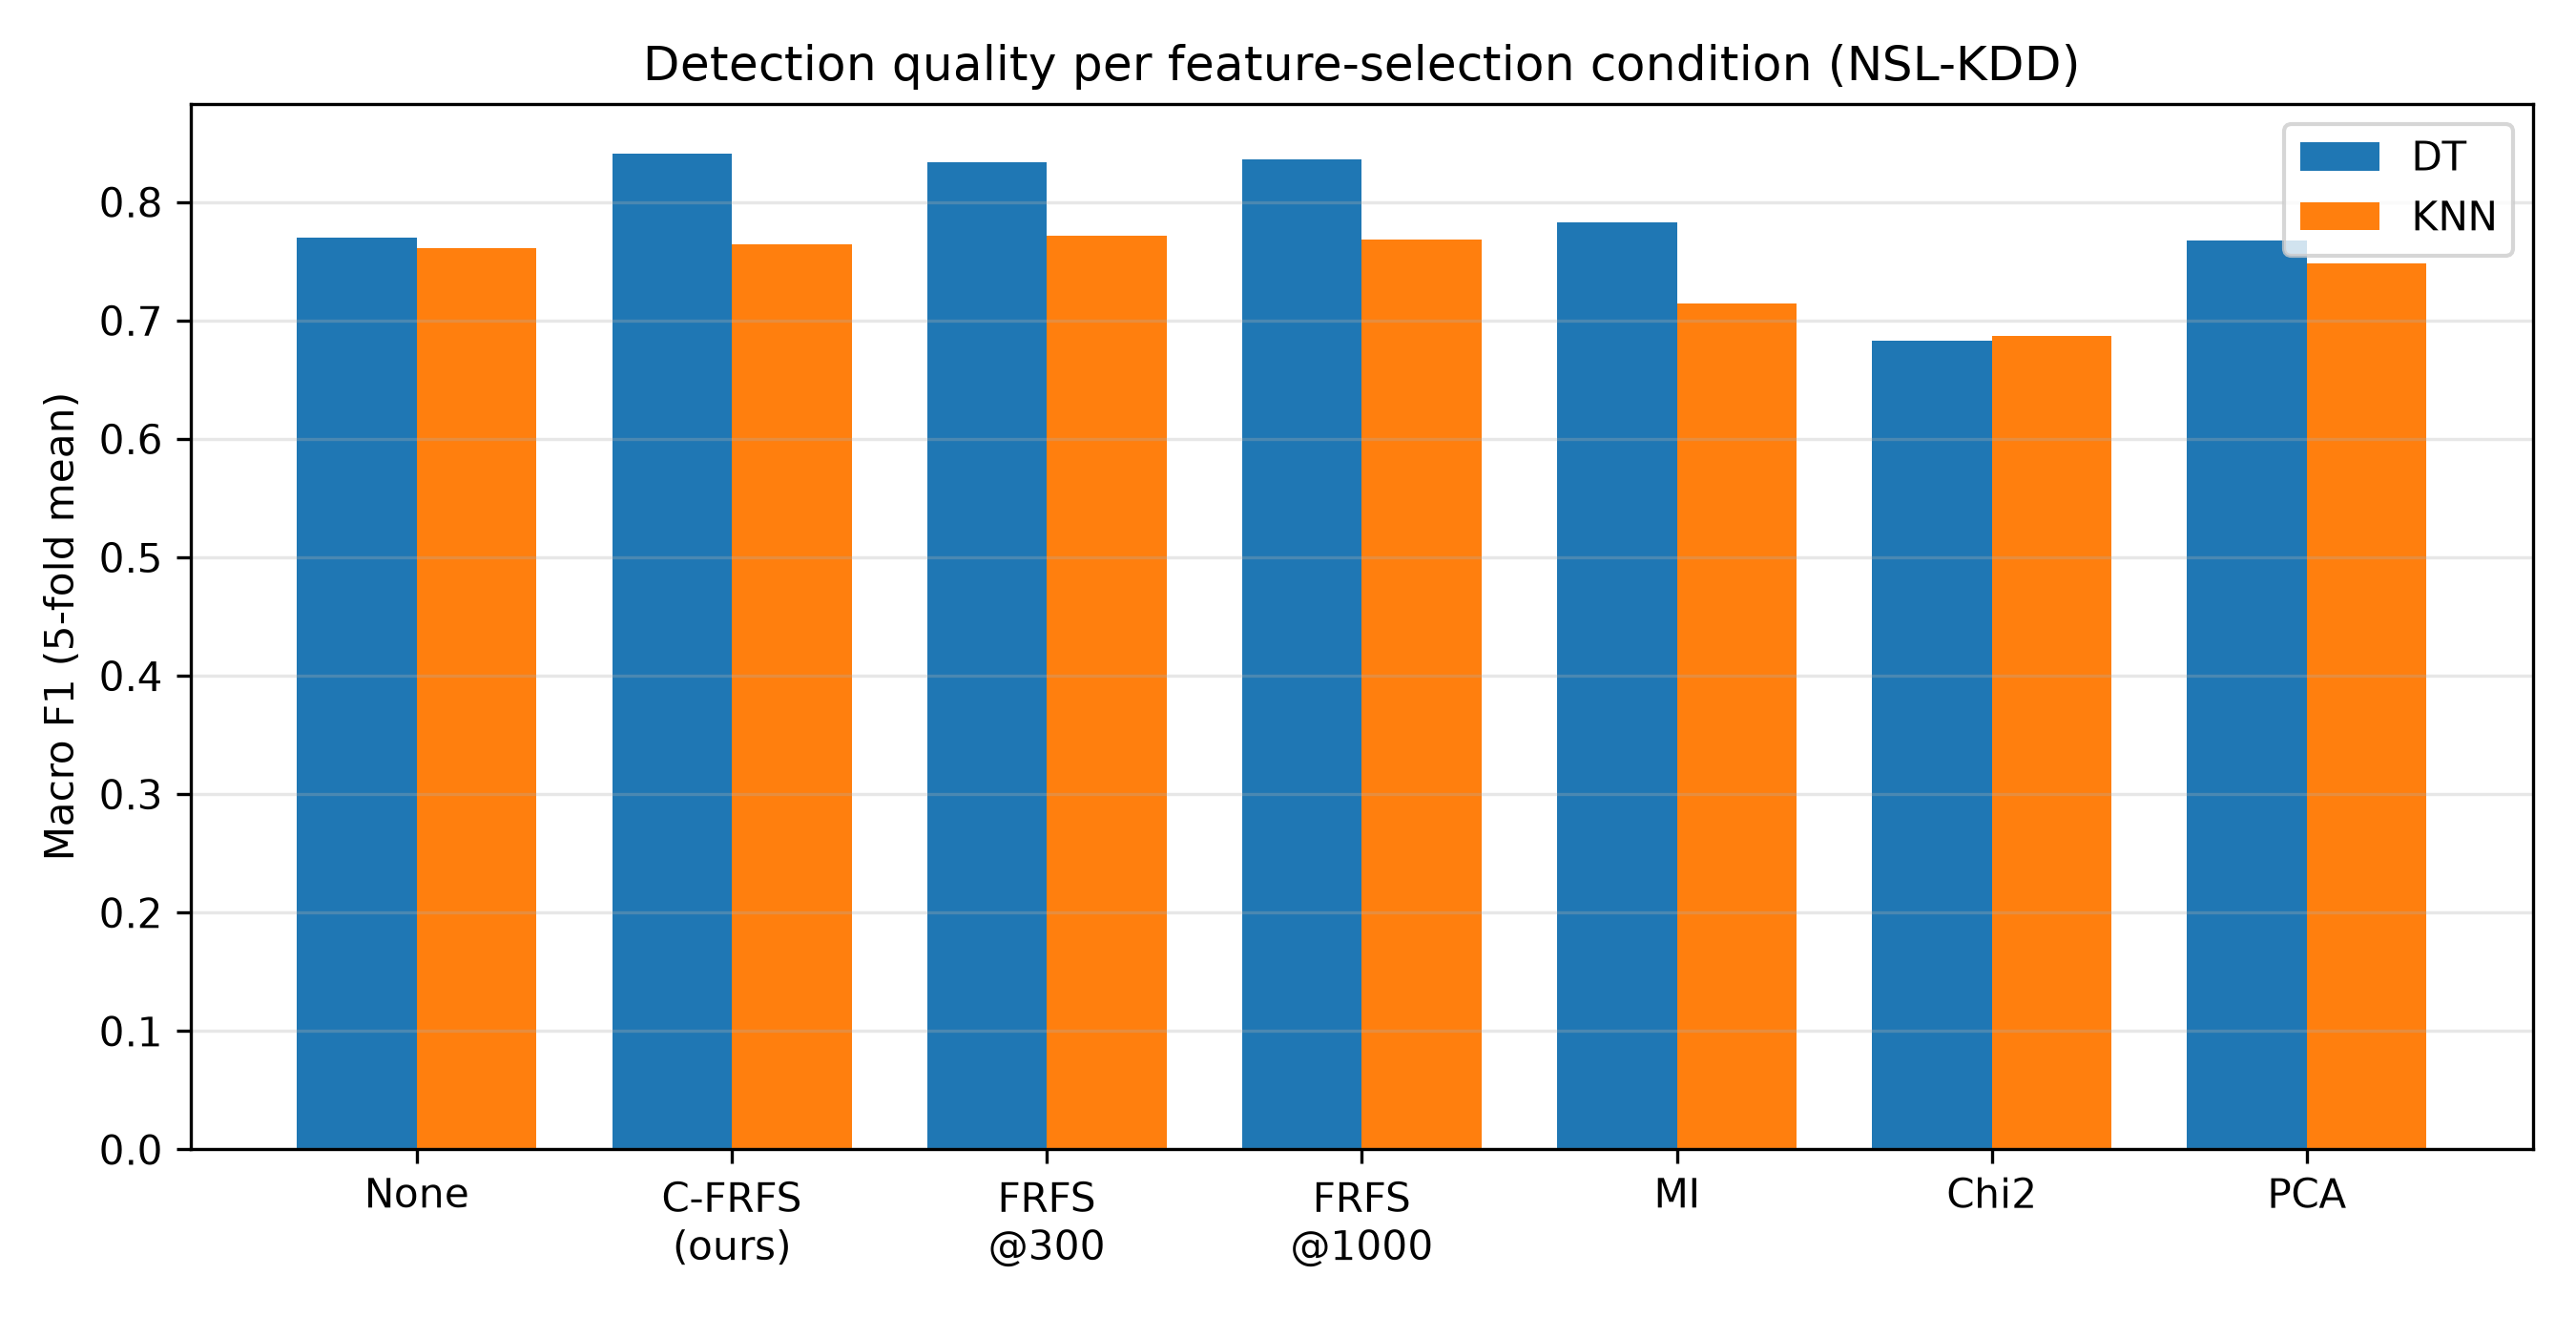 Detection quality per feature-selection condition (NSL-KDD)
DT
KNN
Macro F1 (5-fold mean)
0.8
0.7
0.6
0.5
0.4
0.3
0.2
0.1
0.0
None
C-FRFS
(ours)
FRFS
@300
FRFS
@1000
MI
Chi2
PCA